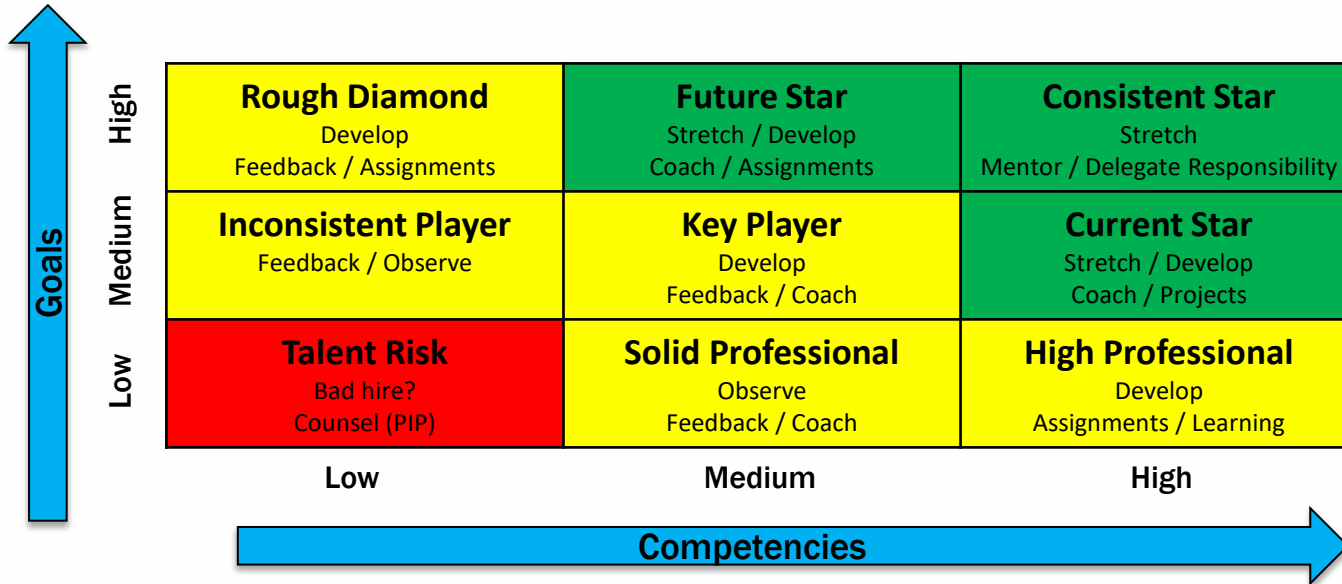 Goals
High
Rough Diamond
Develop
Feedback / Assignments
Future Star
Stretch / Develop
Coach / Assignments
Consistent Star
Stretch
Mentor / Delegate Responsibility
Medium
Inconsistent Player
Feedback / Observe
Key Player
Develop
Feedback / Coach
Current Star
Stretch / Develop
Coach / Projects
Low
Talent Risk
Bad hire?
Counsel (PIP)
Solid Professional
Observe
Feedback / Coach
High Professional
Develop
Assignments / Learning
Low
Medium
High
Competencies